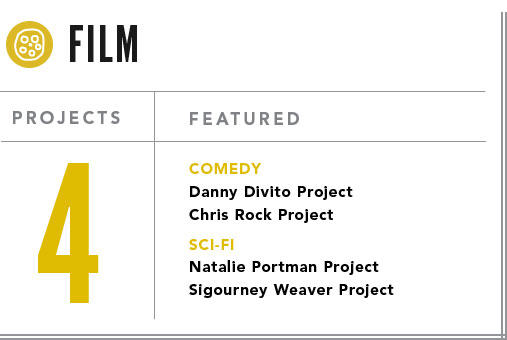 FILM
PROJECTS
FEATURED
4
COMEDY
Danny Divito Project
Chris Rock Project
SCI-FI
Natalie Portman Project
Sigourney Weaver Project